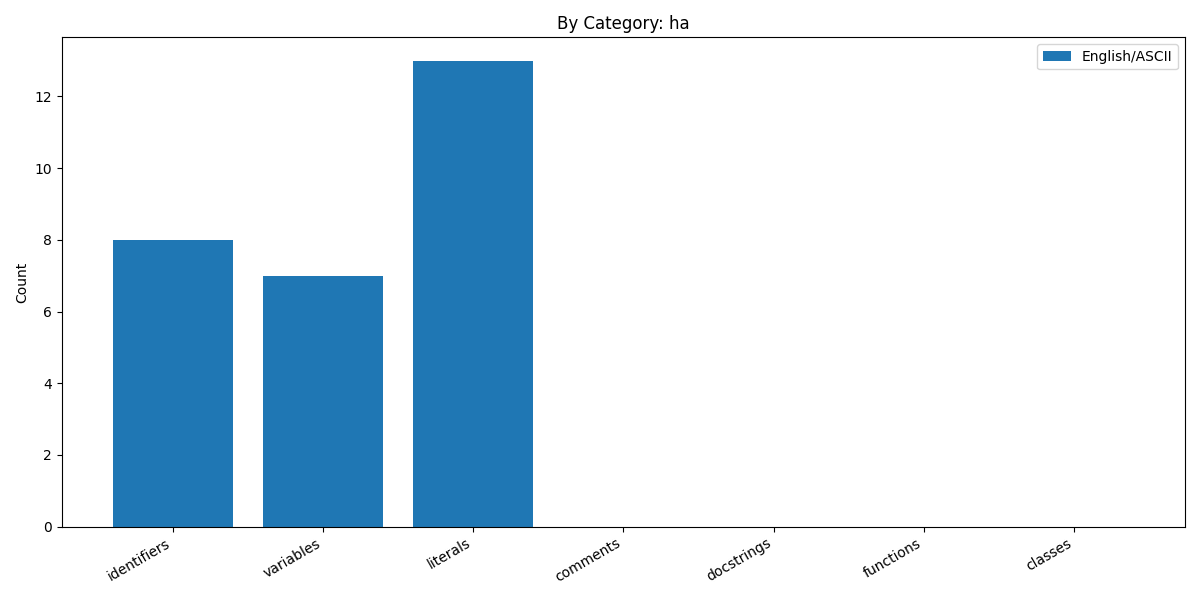 By Category: ha
English/ASCII
Count
12
10
8
6
4
2
0
identifiers
variables
literals
comments
docstrings
functions
classes